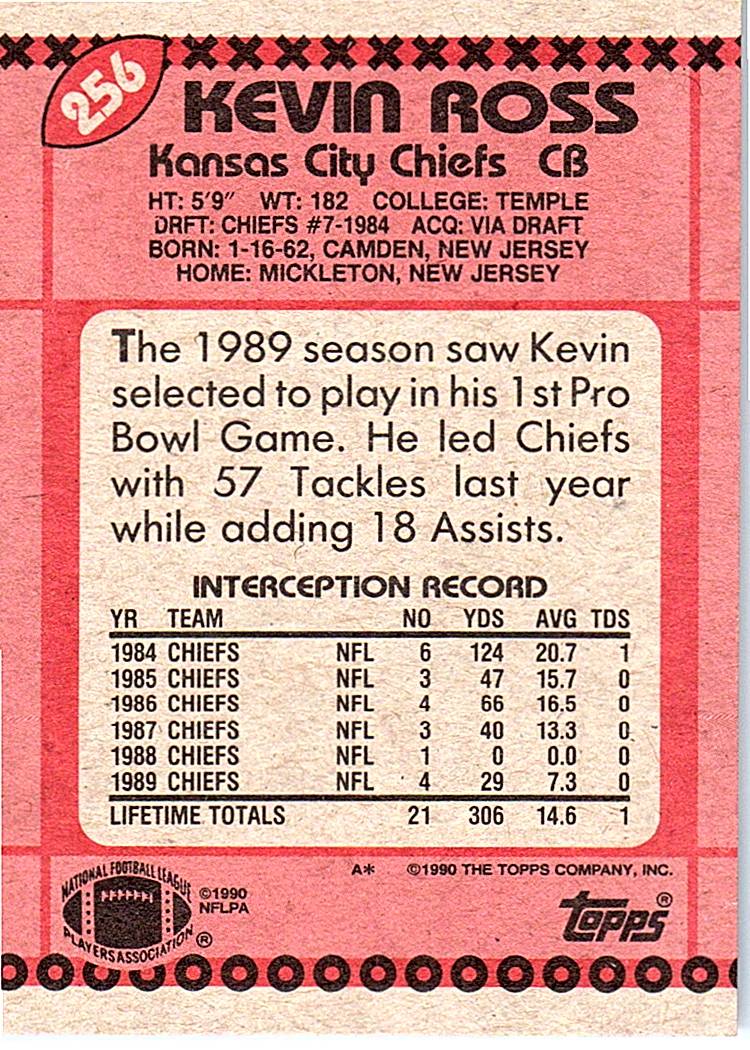 256
KEVIN ROSS
Kansas City Chiefs CB
HT: 5'9" WT: 182 COLLEGE: TEMPLE
DRFT: CHIEFS #7-1984 ACQ: VIA DRAFT
BORN: 1-16-62, CAMDEN, NEW JERSEY
HOME: MICKLETON, NEW JERSEY
The 1989 season saw Kevin
selected to play in his 1st Pro
Bowl Game. He led Chiefs
with 57 Tackles last year
while adding 18 Assists.
INTERCEPTION RECORD
YR TEAM NO YDS AVG TDS
1984 CHIEFS NFL 6 124 20.7 1
1985 CHIEFS NFL 3 47 15.7 0
1986 CHIEFS NFL 4 66 16.5 0
1987 CHIEFS NFL 3 40 13.3 0
1988 CHIEFS NFL 1 0 0.0 0
1989 CHIEFS NFL 4 29 7.3 0
LIFETIME TOTALS 21 306 14.6 1
A* ©1990 THE TOPPS COMPANY, INC.
NATIONAL FOOTBALL LEAGUE
PLAYERS ASSOCIATION ®
©1990
NFLPA
topps®